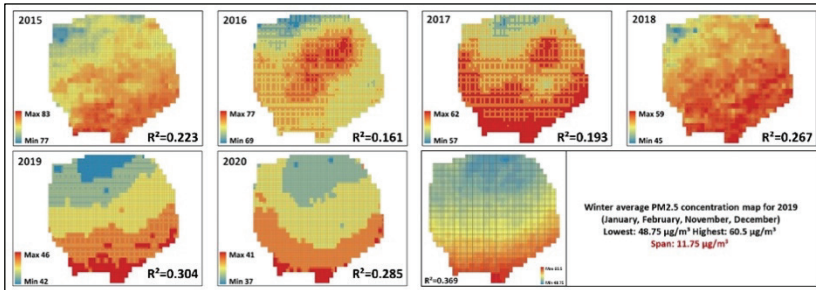 2015
Max 83
Min 77
R²=0.223
2016
Max 77
Min 69
R²=0.161
2017
Max 62
Min 57
R²=0.193
2018
Max 59
Min 45
R²=0.267
2019
Max 46
Min 42
R²=0.304
2020
Max 41
Min 37
R²=0.285
R²=0.369
Winter average PM2.5 concentration map for 2019
(January, February, November, December)
Lowest: 48.75 μg/m³ Highest: 60.5 μg/m³
Span: 11.75 μg/m³